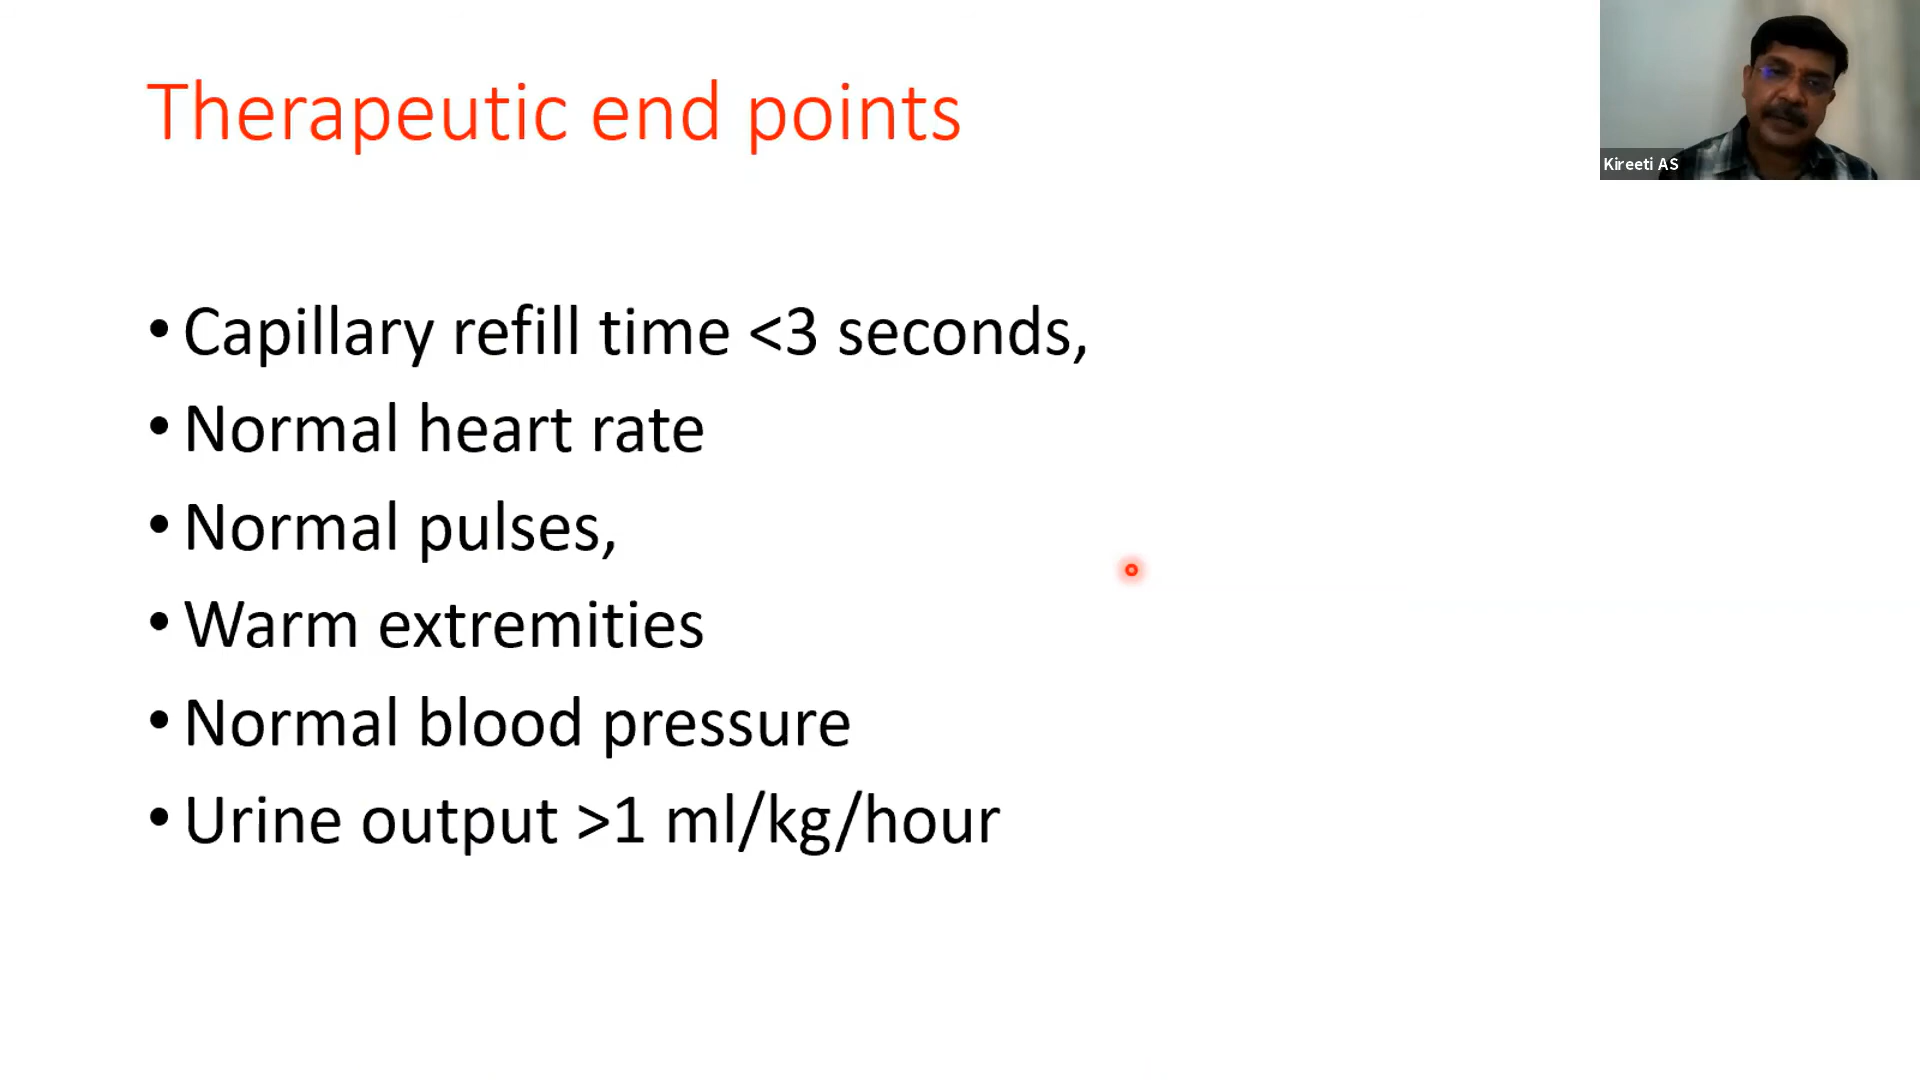 Therapeutic end points
Kireeti AS
• Capillary refill time <3 seconds,
• Normal heart rate
• Normal pulses,
• Warm extremities
• Normal blood pressure
• Urine output >1 ml/kg/hour